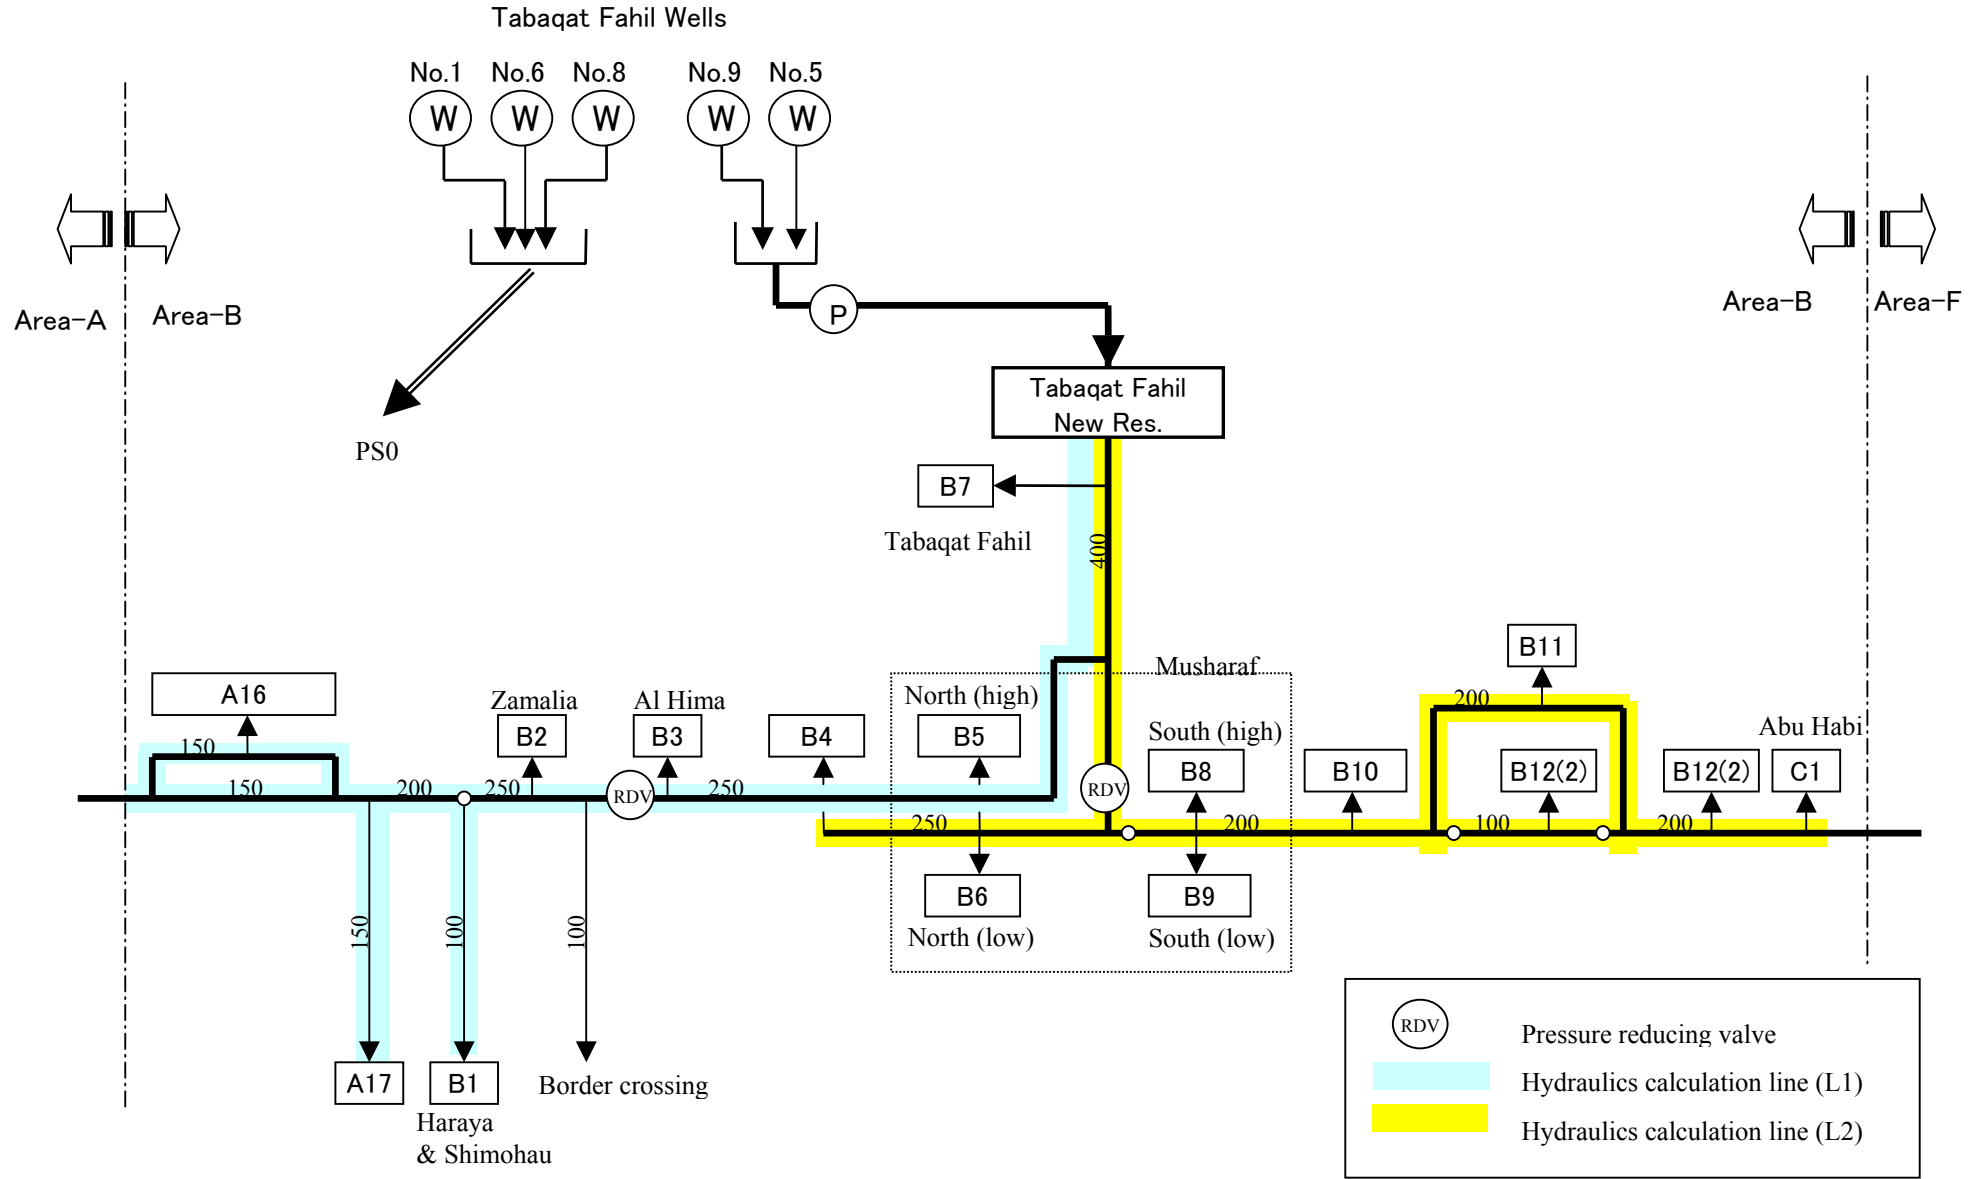 Tabaqat Fahil Wells
No.1 No.6 No.8 No.9 No.5
W W W W W
Area-A Area-B Area-B Area-F
P
Tabaqat Fahil
New Res.
PS0
B7
Tabaqat Fahil
400
Musharaf
B11
A16
Zamalia
Al Hima
North (high)
South (high)
200
Abu Habi
B2
B3
B4
B5
B8
B10
B12(2)
B12(2)
C1
150
150
200
250
RDV
250
RDV
250
200
100
200
B6
B9
North (low)
South (low)
150
100
100
A17
B1
Border crossing
Haraya
& Shimohau
RDV
Pressure reducing valve
Hydraulics calculation line (L1)
Hydraulics calculation line (L2)